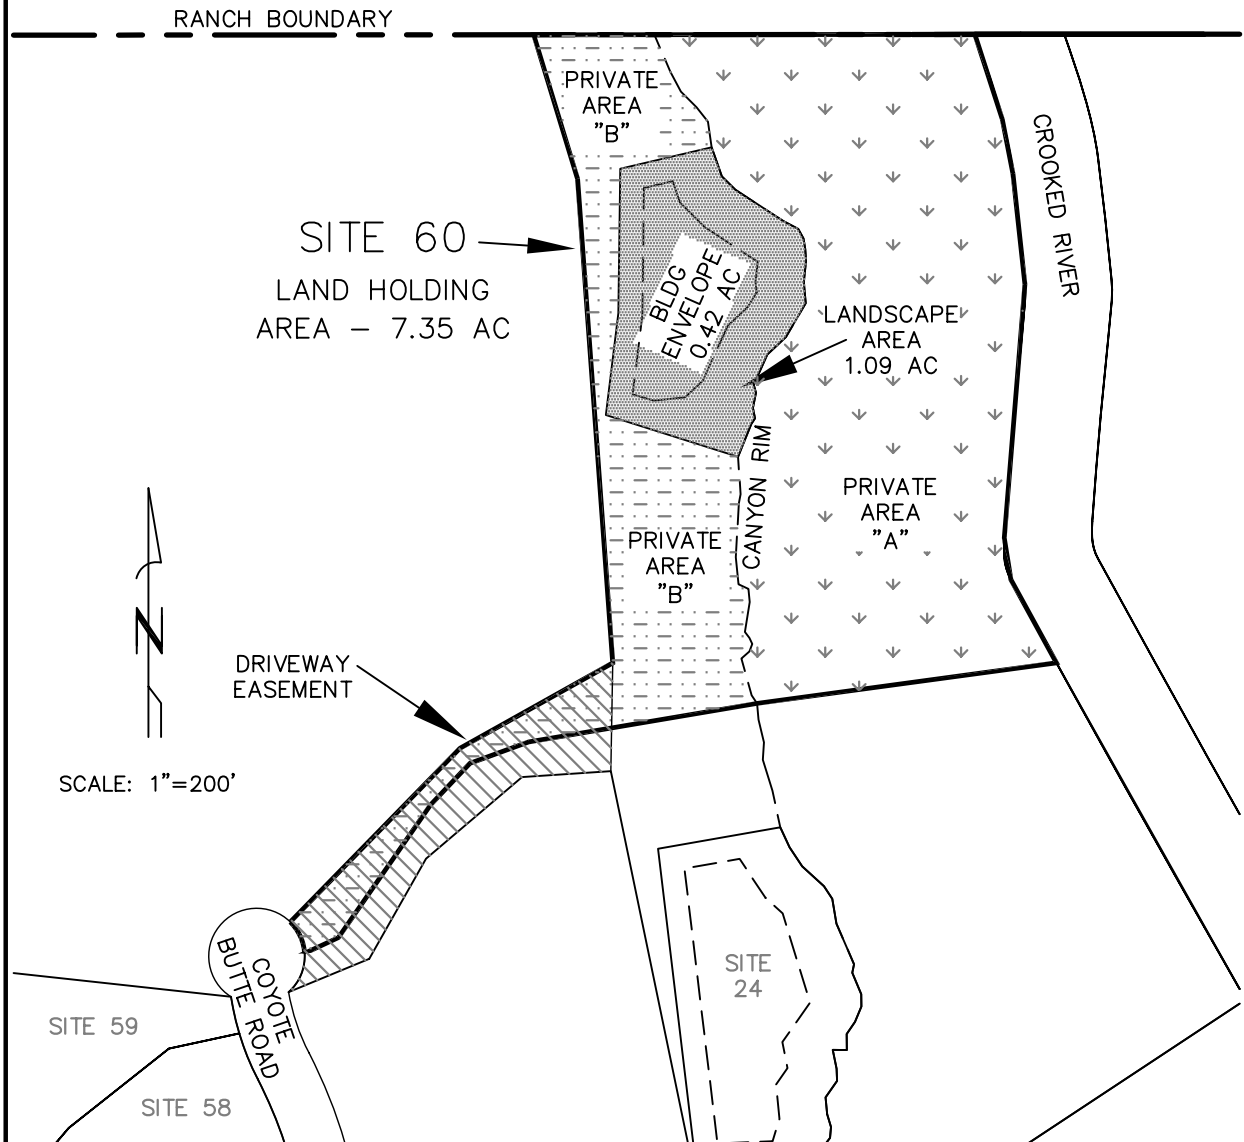 RANCH BOUNDARY
PRIVATE
AREA
"B"
CROOKED RIVER
SITE 60
LAND HOLDING
AREA - 7.35 AC
BLDG
ENVELOPE
0.42 AC
LANDSCAPE
AREA
1.09 AC
CANYON RIM
PRIVATE
AREA
"A"
PRIVATE
AREA
"B"
N
DRIVEWAY
EASEMENT
SCALE: 1"=200'
COYOTE
BUTTE ROAD
SITE
24
SITE 59
SITE 58